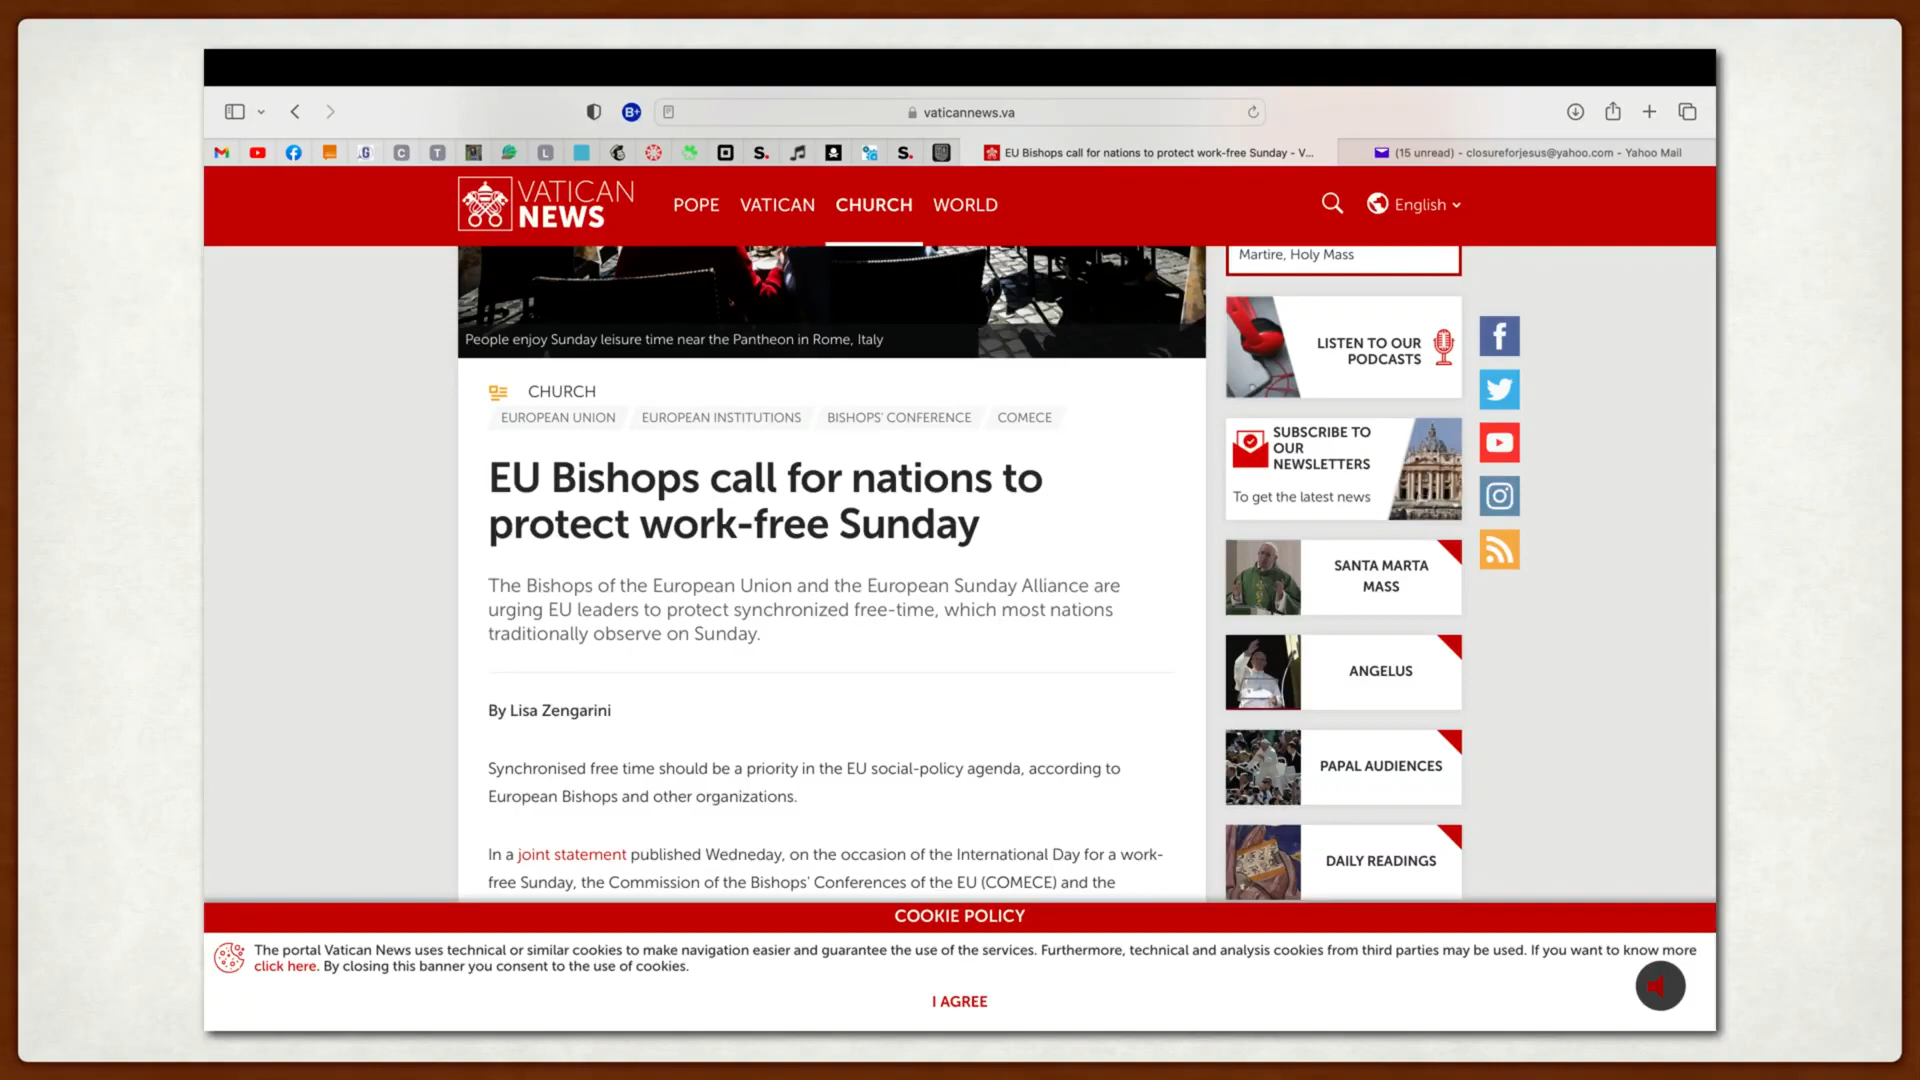 vaticannews.va
EU Bishops call for nations to protect work-free Sunday - V...
(15 unread) - closureforjesus@yahoo.com - Yahoo Mail
VATICAN
NEWS
POPE
VATICAN
CHURCH
WORLD
English
People enjoy Sunday leisure time near the Pantheon in Rome, Italy
CHURCH
EUROPEAN UNION
EUROPEAN INSTITUTIONS
BISHOPS' CONFERENCE
COMECE
EU Bishops call for nations to
protect work-free Sunday
The Bishops of the European Union and the European Sunday Alliance are
urging EU leaders to protect synchronized free-time, which most nations
traditionally observe on Sunday.
By Lisa Zengarini
Synchronised free time should be a priority in the EU social-policy agenda, according to
European Bishops and other organizations.
In a joint statement published Wedneday, on the occasion of the International Day for a work-
free Sunday, the Commission of the Bishops' Conferences of the EU (COMECE) and the
Martire, Holy Mass
LISTEN TO OUR
PODCASTS
SUBSCRIBE TO
OUR
NEWSLETTERS
To get the latest news
SANTA MARTA
MASS
ANGELUS
PAPAL AUDIENCES
DAILY READINGS
COOKIE POLICY
The portal Vatican News uses technical or similar cookies to make navigation easier and guarantee the use of the services. Furthermore, technical and analysis cookies from third parties may be used. If you want to know more
click here. By closing this banner you consent to the use of cookies.
I AGREE